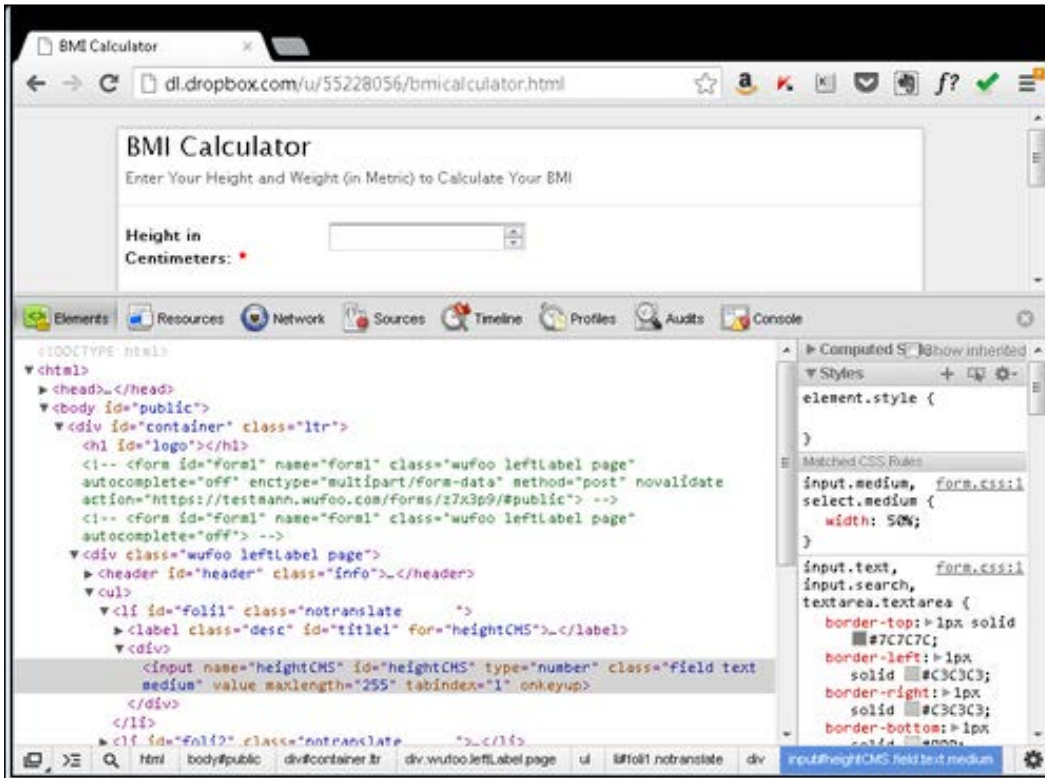 BMI Calculator
dl.dropbox.com/u/55228056/bmicalculator.html
BMI Calculator
Enter Your Height and Weight (in Metric) to Calculate Your BMI
Height in
Centimeters: *
Elements Resources Network Sources Timeline Profiles Audits Console
<!DOCTYPE html>
▼<html>
▶<head>…</head>
▼<body id="public">
▼<div id="container" class="ltr">
<h1 id="logo"></h1>
<!-- <form id="form1" name="form1" class="wufoo leftLabel page"
autocomplete="off" enctype="multipart/form-data" method="post" novalidate
action="https://testmann.wufoo.com/forms/z7x3p9/#public"> -->
<!-- <form id="form1" name="form1" class="wufoo leftLabel page"
autocomplete="off"> -->
▼<div class="wufoo leftLabel page">
▶<header id="header" class="info">…</header>
▼<ul>
▼<li id="foli1" class="notranslate      ">
▶<label class="desc" id="title1" for="heightCMS">…</label>
▼<div>
<input name="heightCMS" id="heightCMS" type="number" class="field text
medium" value maxlength="255" tabindex="1" onkeyup>
</div>
</li>
▶<li id="foli2" class="notranslate      ">…</li>
html body#public div#container.ltr div.wufoo.leftLabel.page ul li#foli1.notranslate div input#heightCMS.field.text.medium
▶ Computed Show inherited
▼ Styles
element.style {
}
Matched CSS Rules
input.medium, form.css:1
select.medium {
width: 50%;
}
input.text, form.css:1
input.search,
textarea.textarea {
border-top:▶1px solid
#7C7C7C;
border-left:▶1px
solid #C3C3C3;
border-right:▶1px
solid #C3C3C3;
border-bottom:▶1px
solid #DDD;